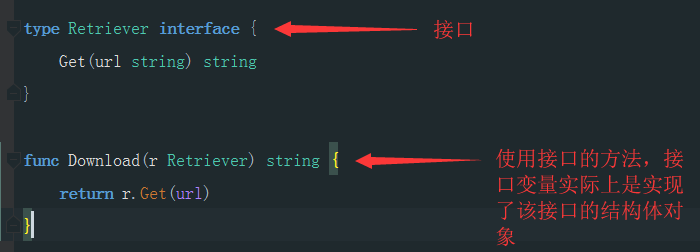 type Retriever interface {
接口
Get(url string) string
}
func Download(r Retriever) string {
使用接口的方法，接
口变量实际上是实现
了该接口的结构体对
象
return r.Get(url)
}